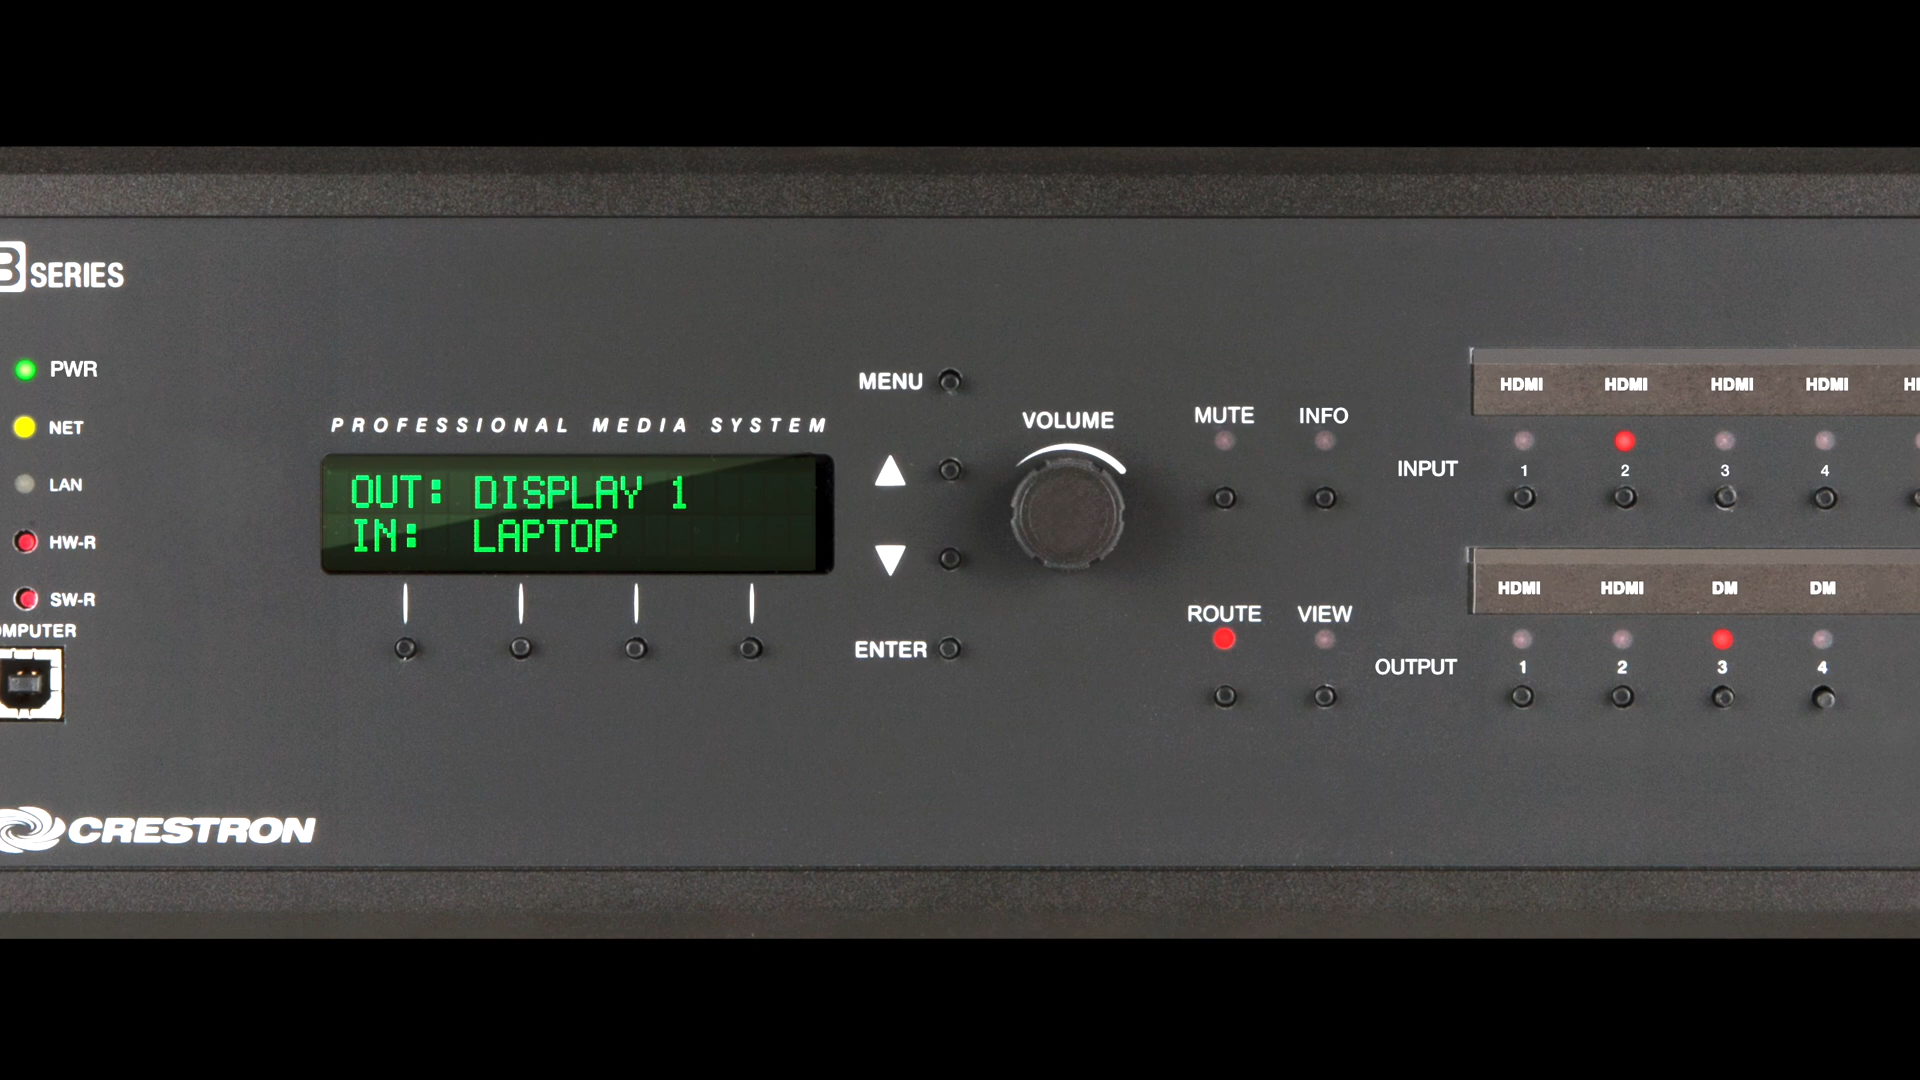 3 SERIES
PWR
NET
LAN
HW-R
SW-R
OMPUTER
CRESTRON
PROFESSIONAL MEDIA SYSTEM
OUT: DISPLAY 1
IN: LAPTOP
MENU
ENTER
VOLUME
MUTE INFO
ROUTE VIEW
HDMI HDMI HDMI HDMI
INPUT 1 2 3 4
HDMI HDMI DM DM
OUTPUT 1 2 3 4